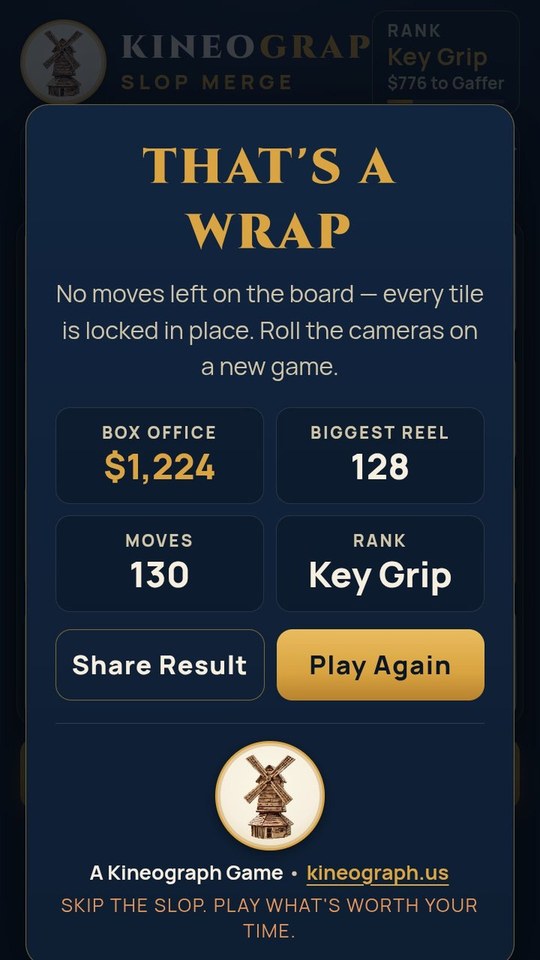 KINEOGRAP
SLOP MERGE
RANK
Key Grip
$776 to Gaffer
THAT'S A
WRAP
No moves left on the board — every tile
is locked in place. Roll the cameras on
a new game.
BOX OFFICE
$1,224
BIGGEST REEL
128
MOVES
130
RANK
Key Grip
Share Result
Play Again
A Kineograph Game • kineograph.us
SKIP THE SLOP. PLAY WHAT'S WORTH YOUR
TIME.